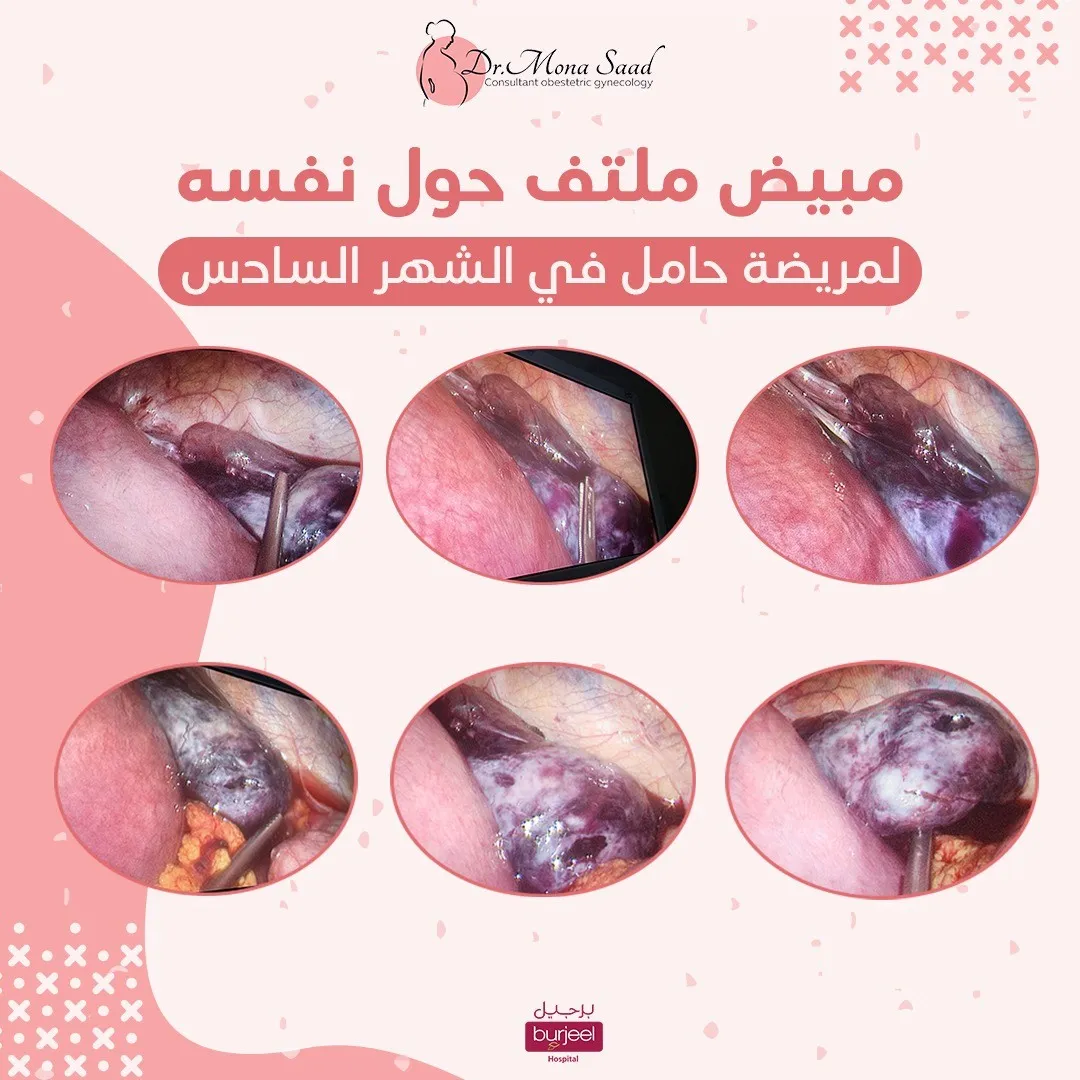 Dr.Mona Saad
Consultant obestetric gynecology
مبيض ملتف حول نفسه
لمريضة حامل في الشهر السادس
برجيل
burjeel
Hospital